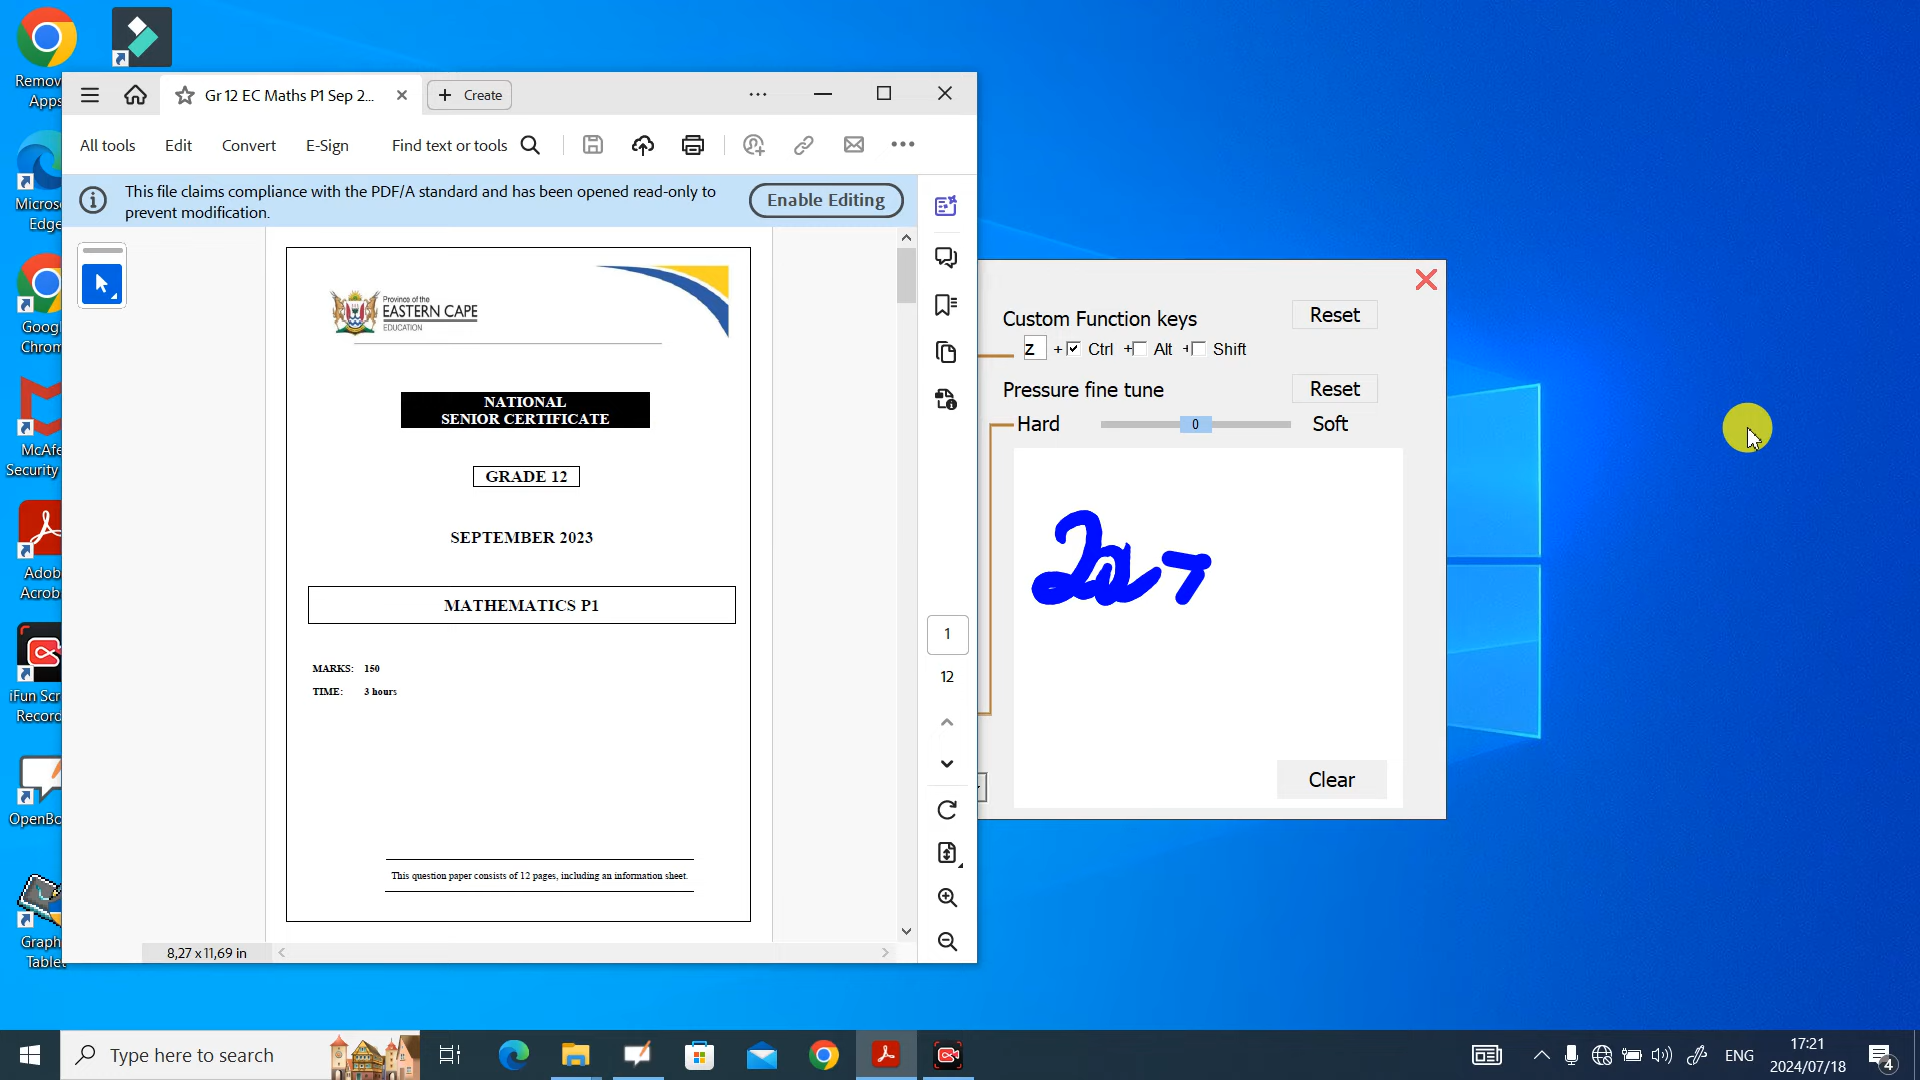 Remov
Apps
Micros
Edge
Googl
Chrom
McAfe
Security
Adob
Acrob
iFun Scr
Record
OpenBo
Graph
Tablet
Gr 12 EC Maths P1 Sep 2...
Create
All tools
Edit
Convert
E-Sign
Find text or tools
This file claims compliance with the PDF/A standard and has been opened read-only to
prevent modification.
Enable Editing
Province of the
EASTERN CAPE
EDUCATION
NATIONAL
SENIOR CERTIFICATE
GRADE 12
SEPTEMBER 2023
MATHEMATICS P1
MARKS: 150
TIME: 3 hours
This question paper consists of 12 pages, including an information sheet.
8,27 x 11,69 in
1
12
Custom Function keys
Reset
Z + Ctrl + Alt + Shift
Pressure fine tune
Reset
Hard
0
Soft
Clear
Type here to search
ENG
17:21
2024/07/18
4